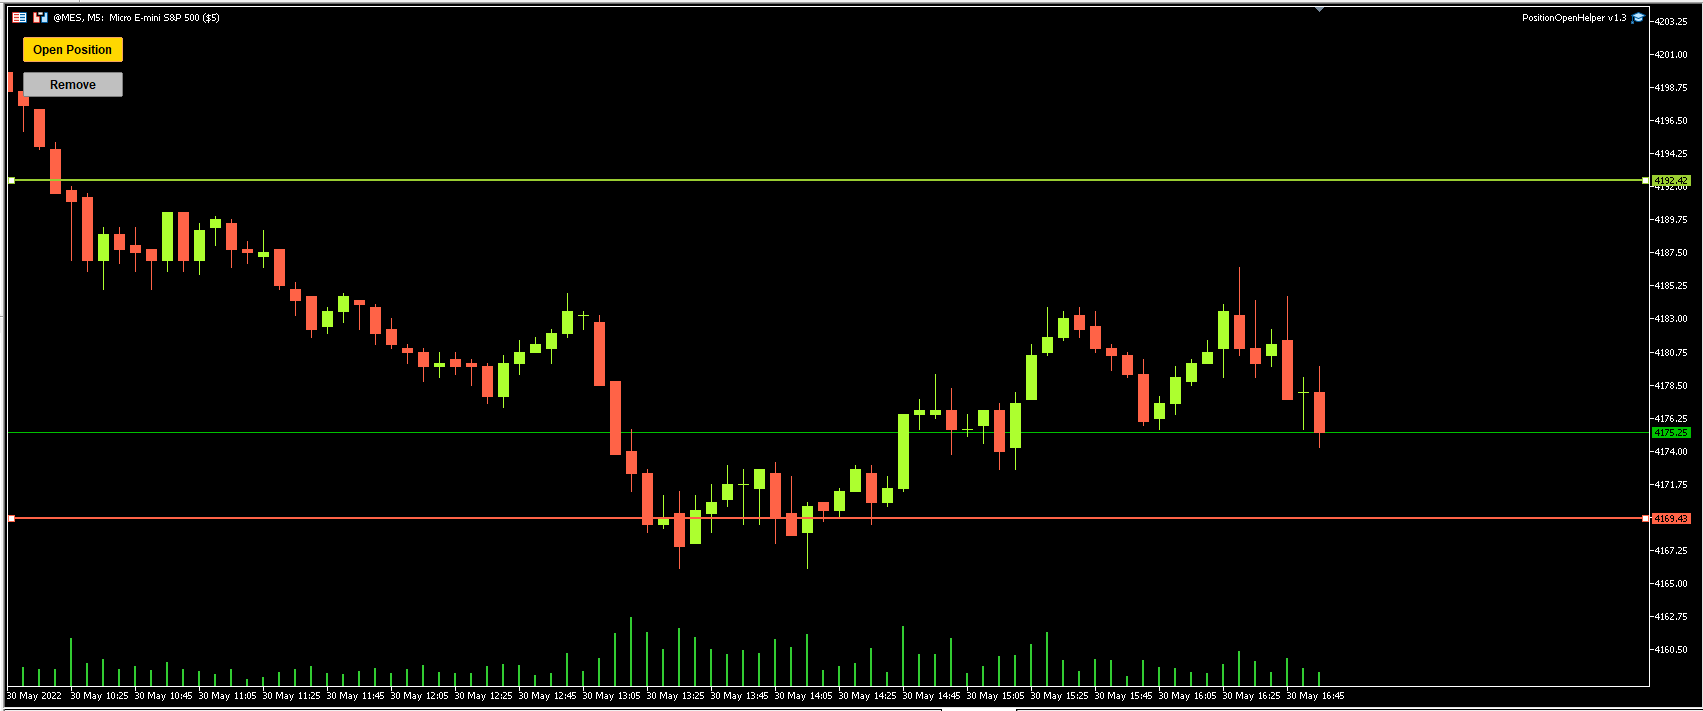 @MES, M5: Micro E-mini S&P 500 ($5)
PositionOpenHelper v1.3
Open Position
Remove
4203.25
4201.00
4198.75
4196.50
4194.25
4192.42
4192.00
4189.75
4187.50
4185.25
4183.00
4180.75
4178.50
4176.25
4175.25
4174.00
4171.75
4169.43
4167.25
4165.00
4162.75
4160.50
30 May 2022
30 May 10:25
30 May 10:45
30 May 11:05
30 May 11:25
30 May 11:45
30 May 12:05
30 May 12:25
30 May 12:45
30 May 13:05
30 May 13:25
30 May 13:45
30 May 14:05
30 May 14:25
30 May 14:45
30 May 15:05
30 May 15:25
30 May 15:45
30 May 16:05
30 May 16:25
30 May 16:45